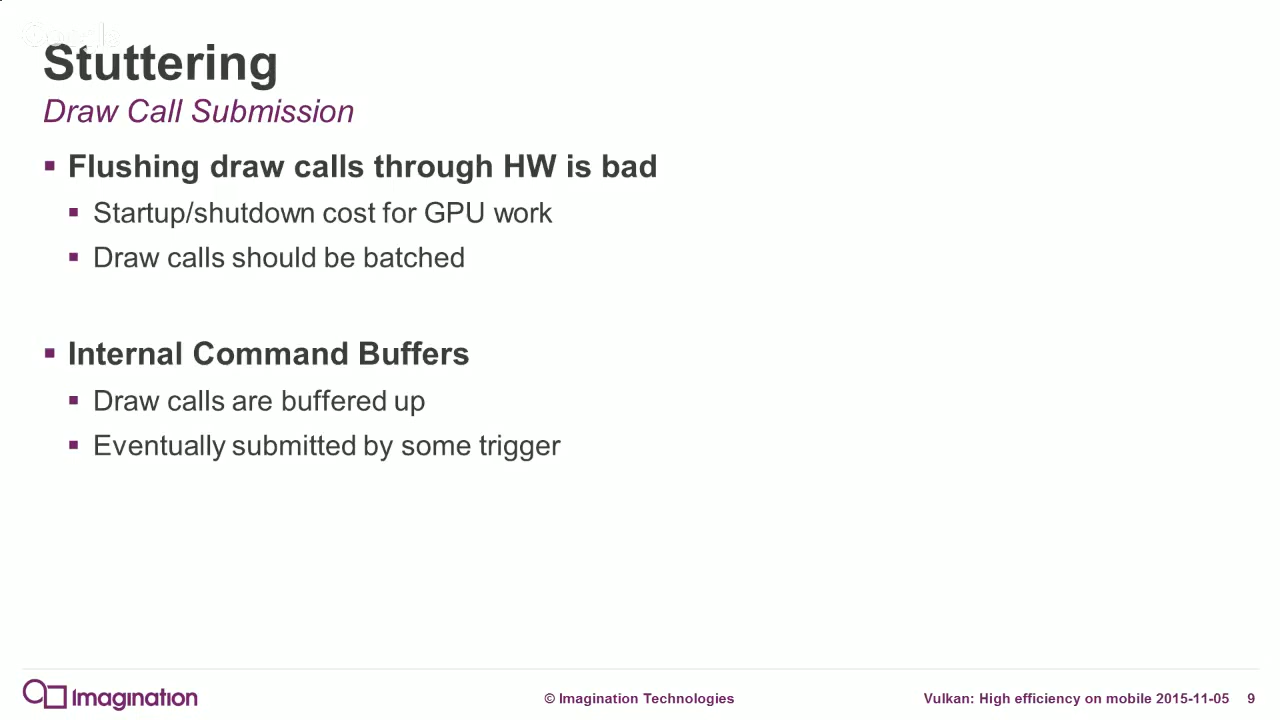 Stuttering
Draw Call Submission
Flushing draw calls through HW is bad
Startup/shutdown cost for GPU work
Draw calls should be batched
Internal Command Buffers
Draw calls are buffered up
Eventually submitted by some trigger
Imagination
© Imagination Technologies
Vulkan: High efficiency on mobile 2015-11-05 9